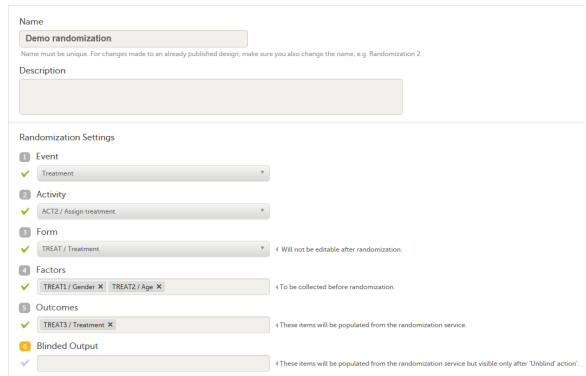 Name
Demo randomization
Name must be unique. For changes made to an already published design, make sure you also change the name, e.g. Randomization 2.
Description
Randomization Settings
1 Event
Treatment
2 Activity
ACT2 / Assign treatment
3 Form
TREAT / Treatment
‹ Will not be editable after randomization.
4 Factors
TREAT1 / Gender × TREAT2 / Age ×
‹ To be collected before randomization.
5 Outcomes
TREAT3 / Treatment ×
‹ These items will be populated from the randomization service.
6 Blinded Output
‹ These items will be populated from the randomization service but visible only after 'Unblind' action'.